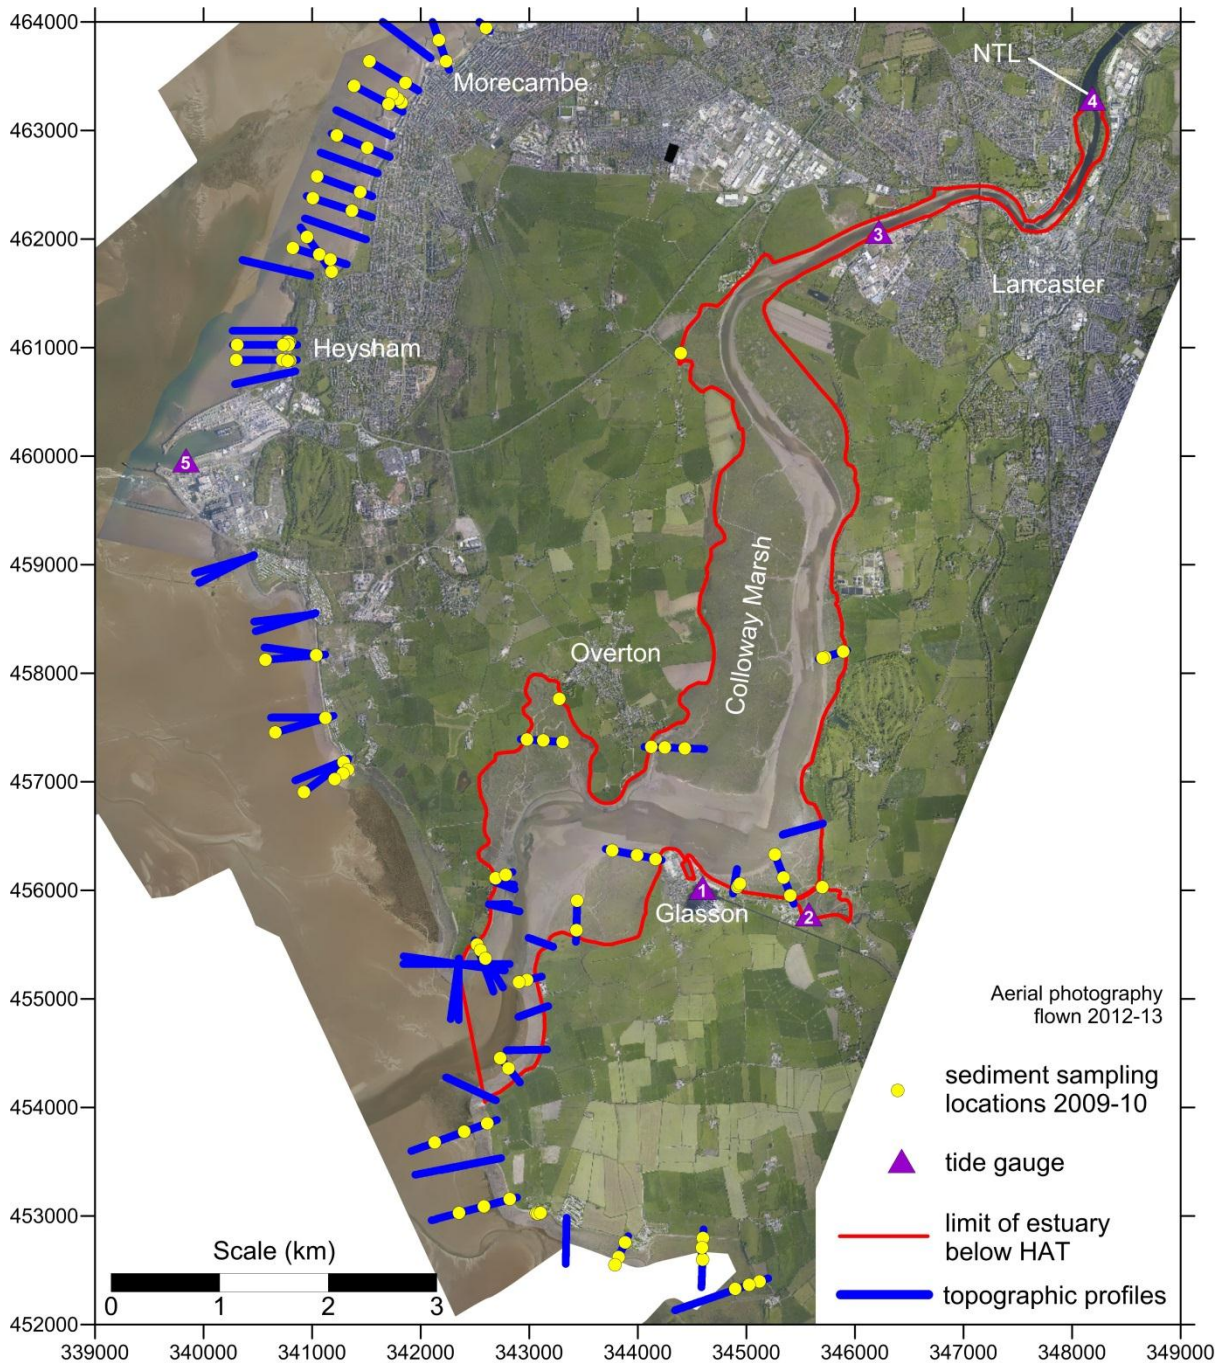 464000
463000
462000
461000
460000
459000
458000
457000
456000
455000
454000
453000
452000
339000 340000 341000 342000 343000 344000 345000 346000 347000 348000 349000
NTL
4
Morecambe
3
Lancaster
Heysham
5
Colloway Marsh
Overton
1
Glasson
2
Aerial photography
flown 2012-13
sediment sampling
locations 2009-10
tide gauge
limit of estuary
below HAT
topographic profiles
Scale (km)
0 1 2 3